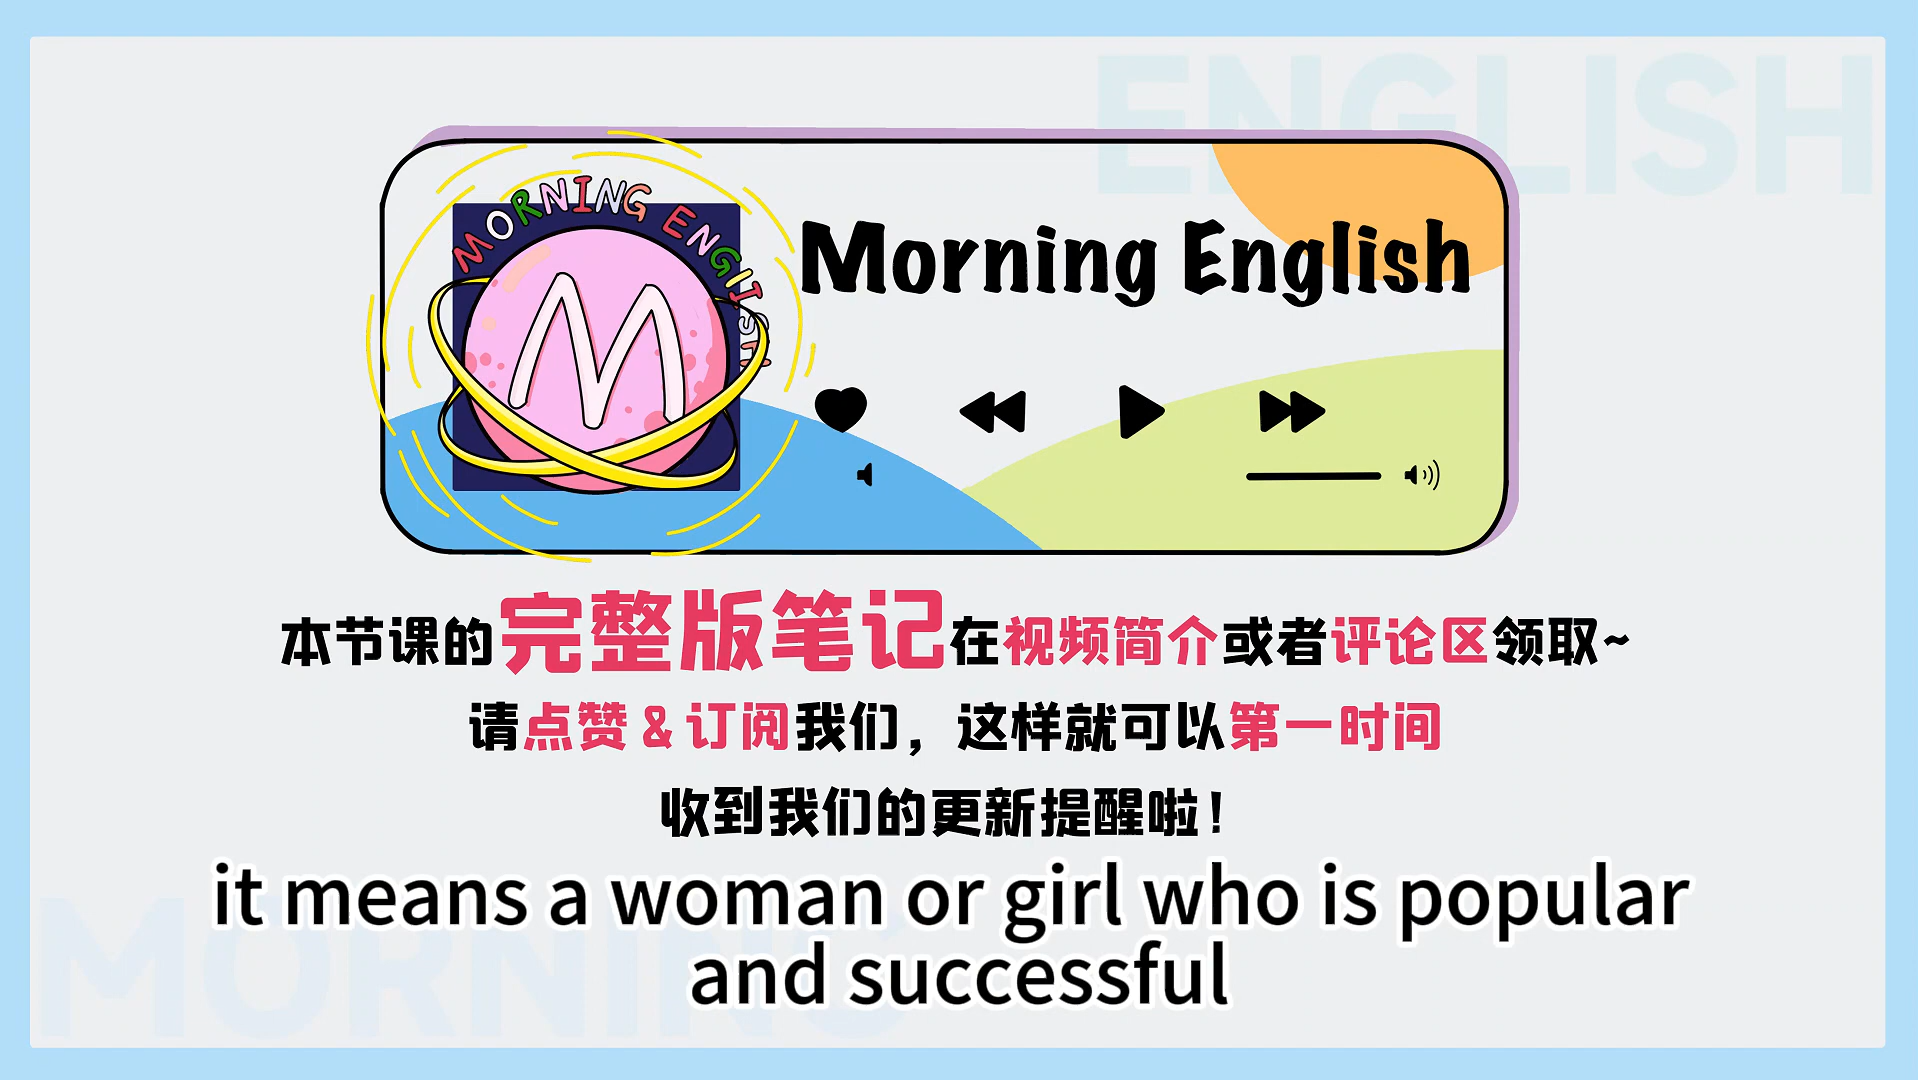 ENGLISH
MORNING ENGLISH
M
Morning English
本节课的完整版笔记在视频简介或者评论区领取~
请点赞&订阅我们，这样就可以第一时间
收到我们的更新提醒啦！
it means a woman or girl who is popular
and successful
MORNING